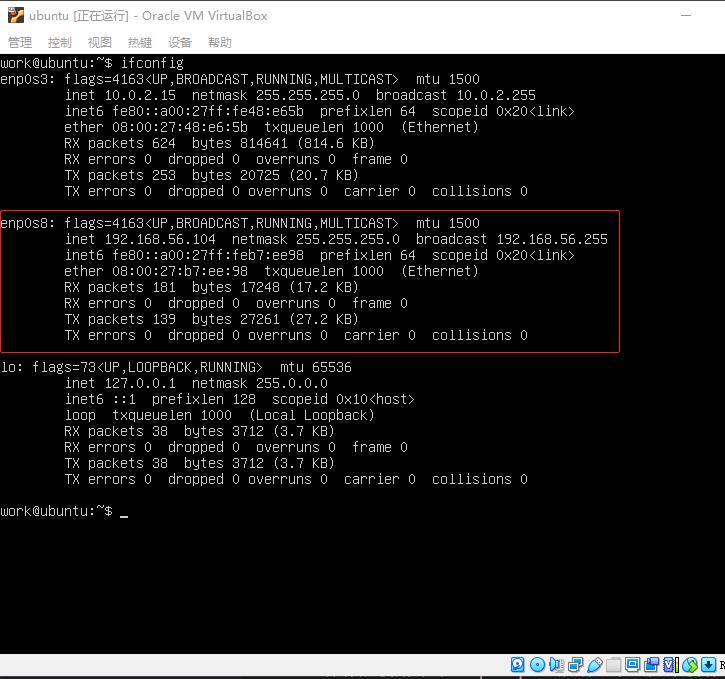 ubuntu [正在运行] - Oracle VM VirtualBox
管理 控制 视图 热键 设备 帮助
work@ubuntu:~$ ifconfig
enp0s3: flags=4163<UP,BROADCAST,RUNNING,MULTICAST>  mtu 1500
        inet 10.0.2.15  netmask 255.255.255.0  broadcast 10.0.2.255
        inet6 fe80::a00:27ff:fe48:e65b  prefixlen 64  scopeid 0x20<link>
        ether 08:00:27:48:e6:5b  txqueuelen 1000  (Ethernet)
        RX packets 624  bytes 814641 (814.6 KB)
        RX errors 0  dropped 0  overruns 0  frame 0
        TX packets 253  bytes 20725 (20.7 KB)
        TX errors 0  dropped 0 overruns 0  carrier 0  collisions 0
enp0s8: flags=4163<UP,BROADCAST,RUNNING,MULTICAST>  mtu 1500
        inet 192.168.56.104  netmask 255.255.255.0  broadcast 192.168.56.255
        inet6 fe80::a00:27ff:feb7:ee98  prefixlen 64  scopeid 0x20<link>
        ether 08:00:27:b7:ee:98  txqueuelen 1000  (Ethernet)
        RX packets 181  bytes 17248 (17.2 KB)
        RX errors 0  dropped 0  overruns 0  frame 0
        TX packets 139  bytes 27261 (27.2 KB)
        TX errors 0  dropped 0 overruns 0  carrier 0  collisions 0
lo: flags=73<UP,LOOPBACK,RUNNING>  mtu 65536
        inet 127.0.0.1  netmask 255.0.0.0
        inet6 ::1  prefixlen 128  scopeid 0x10<host>
        loop  txqueuelen 1000  (Local Loopback)
        RX packets 38  bytes 3712 (3.7 KB)
        RX errors 0  dropped 0  overruns 0  frame 0
        TX packets 38  bytes 3712 (3.7 KB)
        TX errors 0  dropped 0 overruns 0  carrier 0  collisions 0
work@ubuntu:~$ _